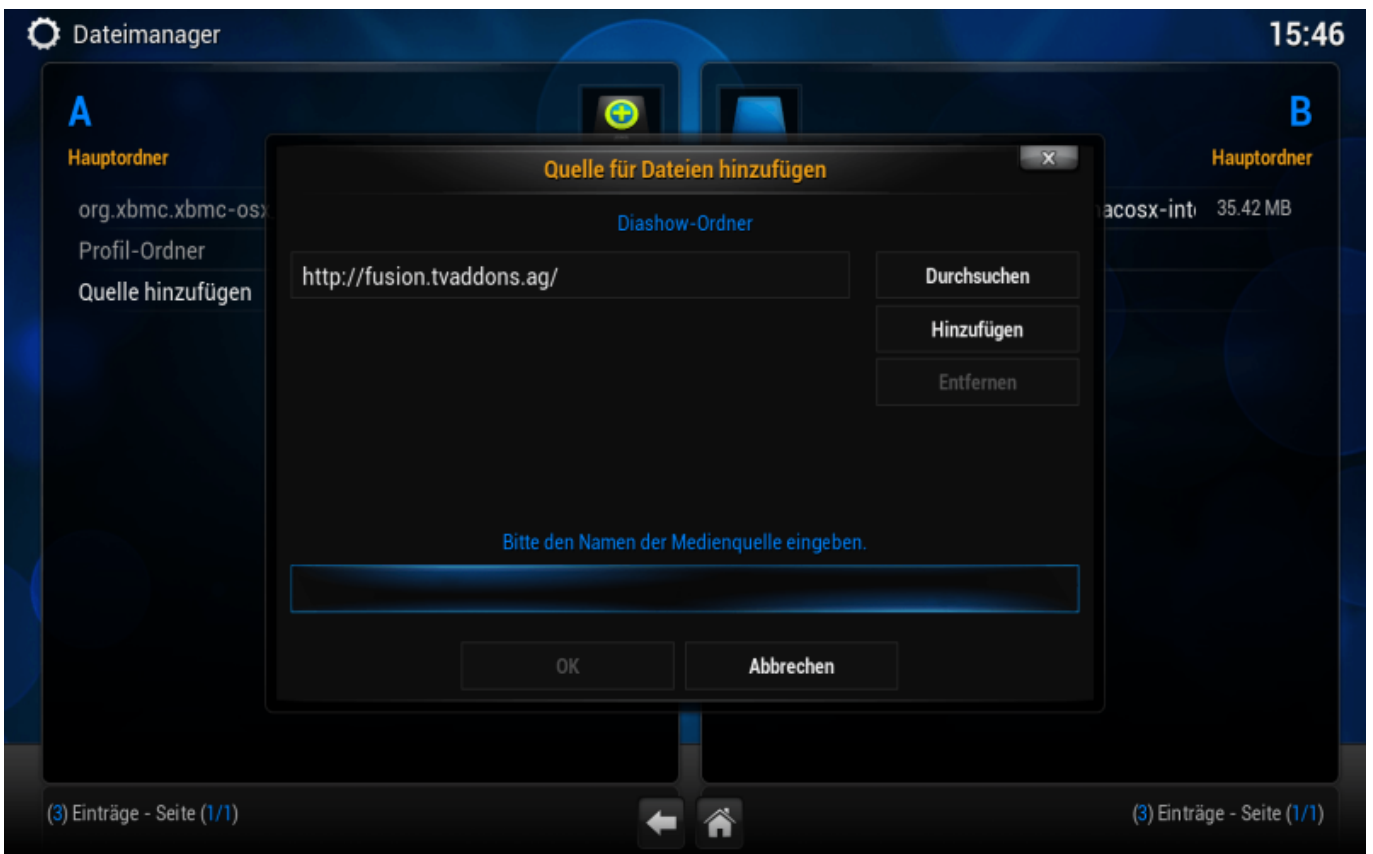 Dateimanager
15:46
A
B
Hauptordner
Hauptordner
Quelle für Dateien hinzufügen
x
Diashow-Ordner
org.xbmc.xbmc-osx
acosx-int
35.42 MB
Profil-Ordner
Quelle hinzufügen
http://fusion.tvaddons.ag/
Durchsuchen
Hinzufügen
Entfernen
Bitte den Namen der Medienquelle eingeben.
OK
Abbrechen
(3) Einträge - Seite (1/1)
(3) Einträge - Seite (1/1)